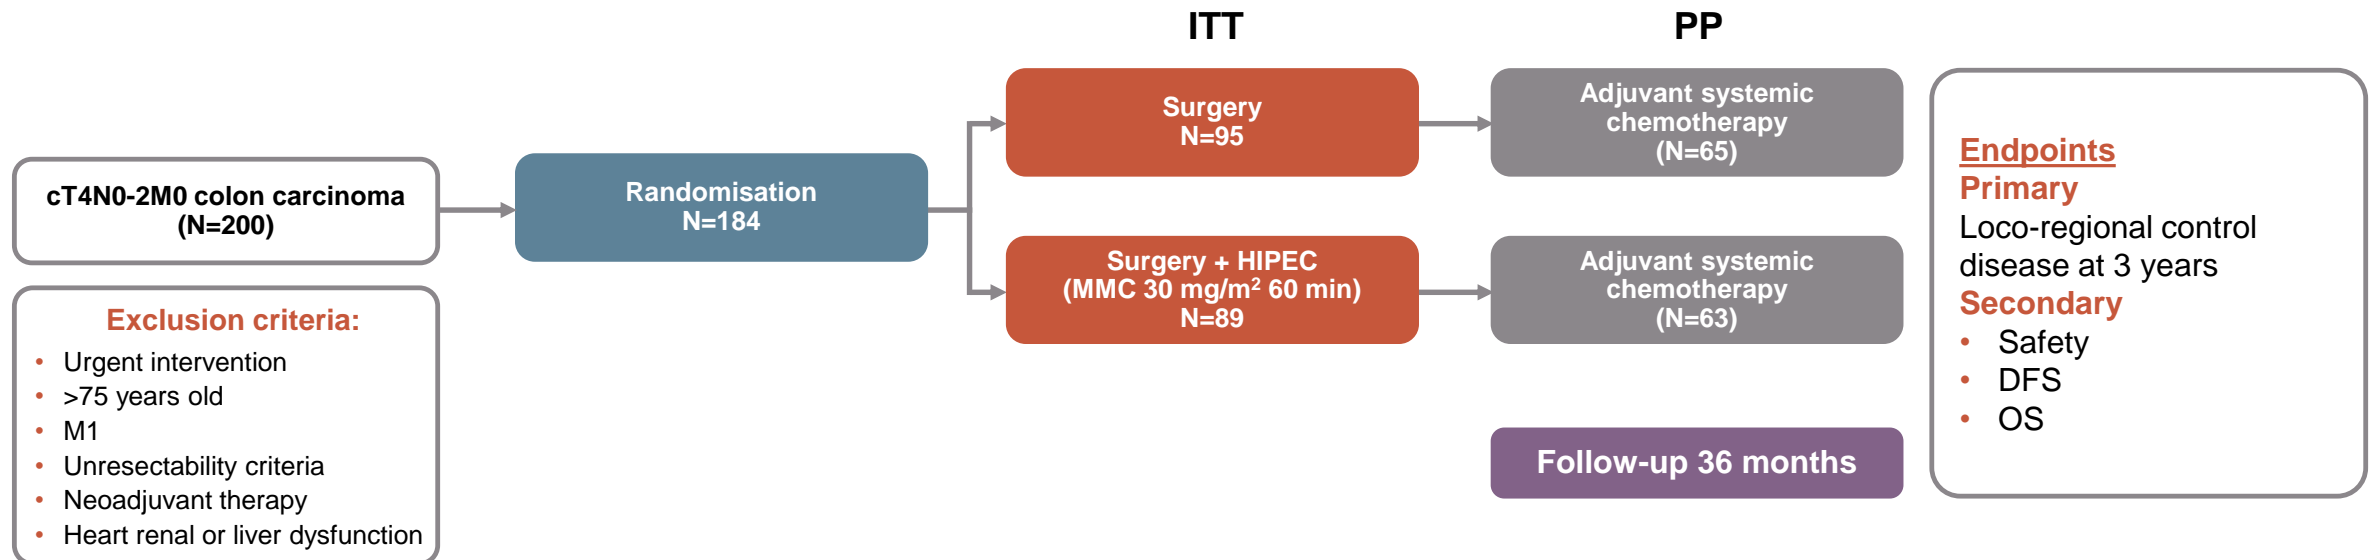 ITT
PP
cT4N0-2M0 colon carcinoma
(N=200)
Exclusion criteria:
• Urgent intervention
• >75 years old
• M1
• Unresectability criteria
• Neoadjuvant therapy
• Heart renal or liver dysfunction
Randomisation
N=184
Surgery
N=95
Surgery + HIPEC
(MMC 30 mg/m² 60 min)
N=89
Adjuvant systemic
chemotherapy
(N=65)
Adjuvant systemic
chemotherapy
(N=63)
Follow-up 36 months
Endpoints
Primary
Loco-regional control
disease at 3 years
Secondary
• Safety
• DFS
• OS